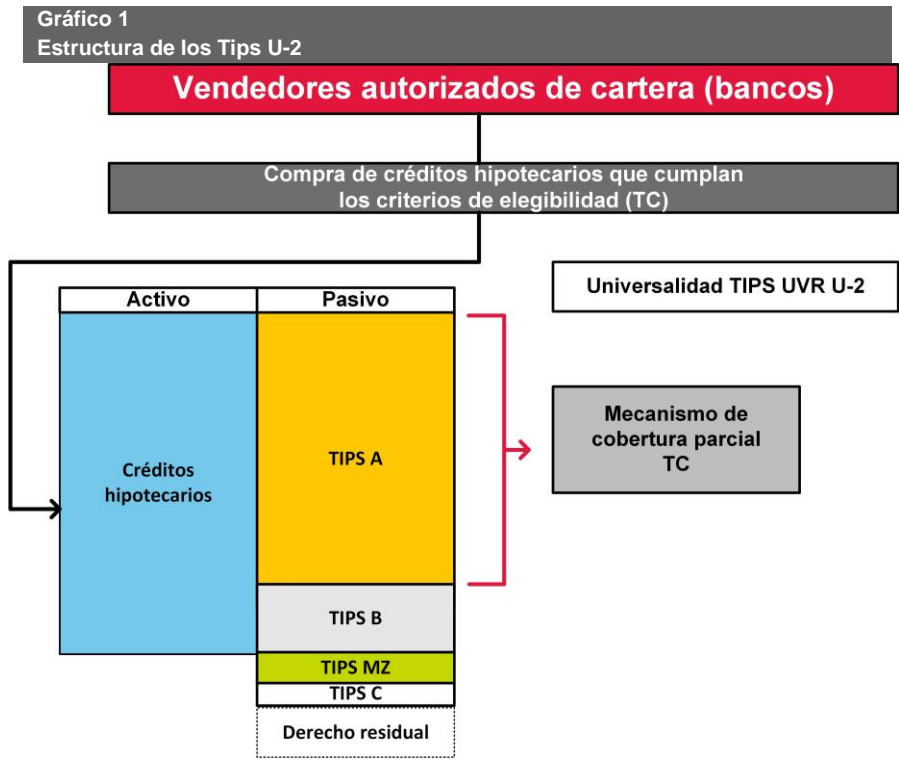 Gráfico 1
Estructura de los Tips U-2
Vendedores autorizados de cartera (bancos)
Compra de créditos hipotecarios que cumplan
los criterios de elegibilidad (TC)
Universalidad TIPS UVR U-2
Activo
Pasivo
Créditos
hipotecarios
TIPS A
Mecanismo de
cobertura parcial
TC
TIPS B
TIPS MZ
TIPS C
Derecho residual